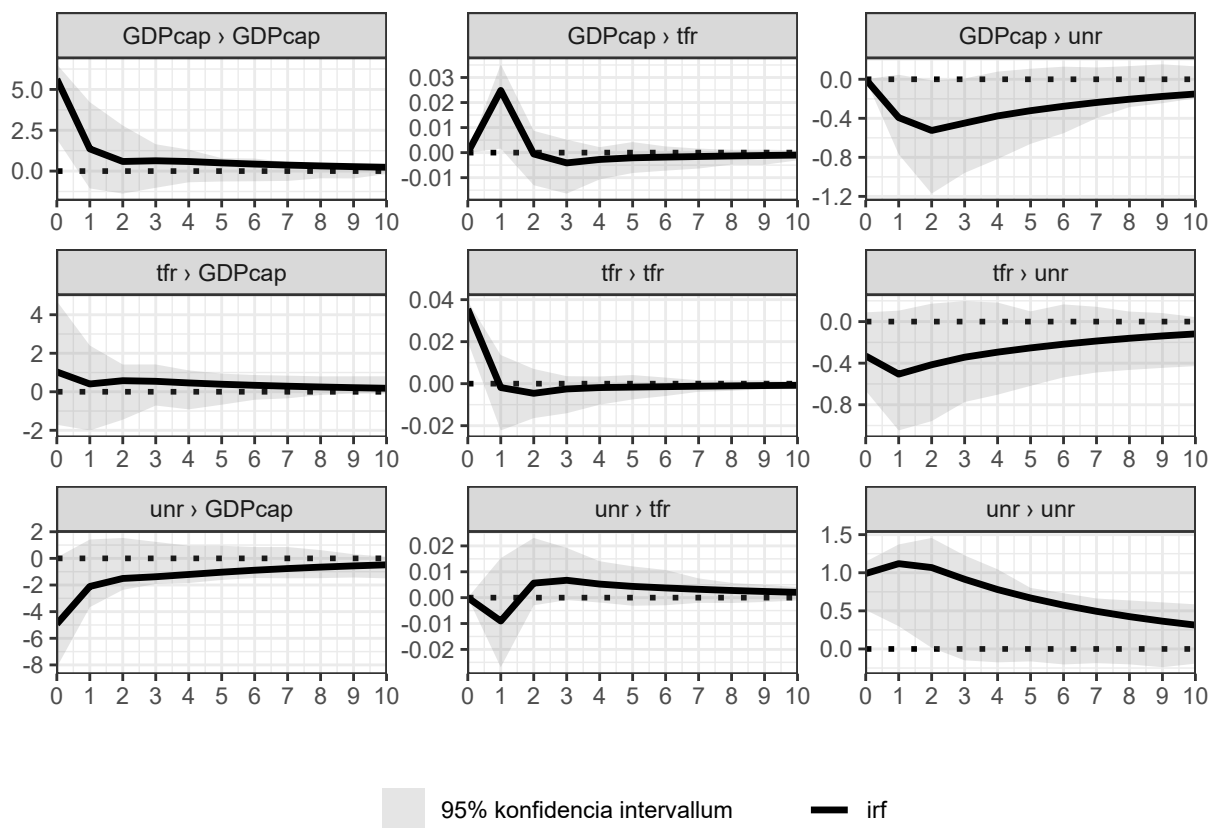 GDPcap › GDPcap
5.0
2.5
0.0
0 1 2 3 4 5 6 7 8 9 10
GDPcap › tfr
0.03
0.02
0.01
0.00
-0.01
0 1 2 3 4 5 6 7 8 9 10
GDPcap › unr
0.0
-0.4
-0.8
-1.2
0 1 2 3 4 5 6 7 8 9 10
tfr › GDPcap
4
2
0
-2
0 1 2 3 4 5 6 7 8 9 10
tfr › tfr
0.04
0.02
0.00
-0.02
0 1 2 3 4 5 6 7 8 9 10
tfr › unr
0.0
-0.4
-0.8
0 1 2 3 4 5 6 7 8 9 10
unr › GDPcap
2
0
-2
-4
-6
-8
0 1 2 3 4 5 6 7 8 9 10
unr › tfr
0.02
0.01
0.00
-0.01
-0.02
0 1 2 3 4 5 6 7 8 9 10
unr › unr
1.5
1.0
0.5
0.0
0 1 2 3 4 5 6 7 8 9 10
95% konfidencia intervallum irf